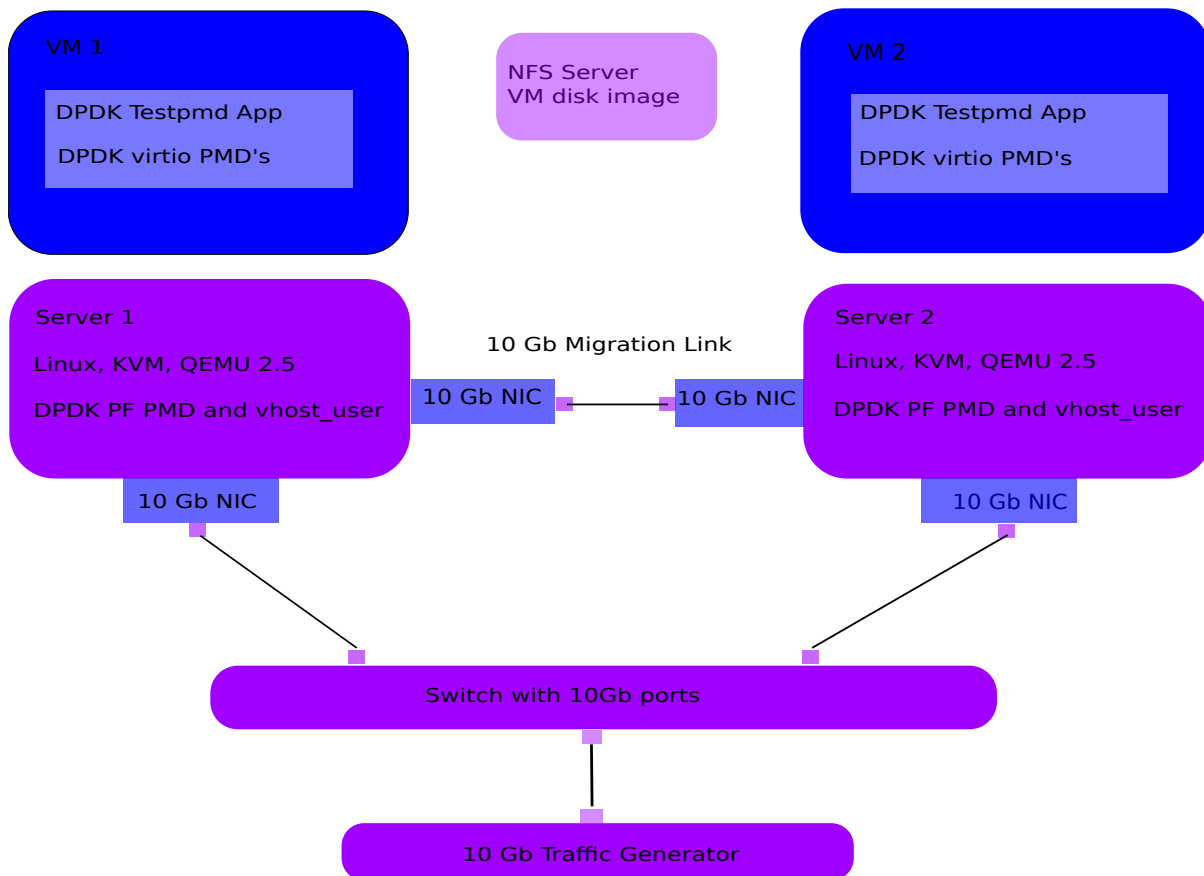 VM 1
DPDK Testpmd App
DPDK virtio PMD's
NFS Server
VM disk image
VM 2
DPDK Testpmd App
DPDK virtio PMD's
Server 1
Linux, KVM, QEMU 2.5
DPDK PF PMD and vhost_user
10 Gb Migration Link
10 Gb NIC
10 Gb NIC
Server 2
Linux, KVM, QEMU 2.5
DPDK PF PMD and vhost_user
10 Gb NIC
10 Gb NIC
Switch with 10Gb ports
10 Gb Traffic Generator